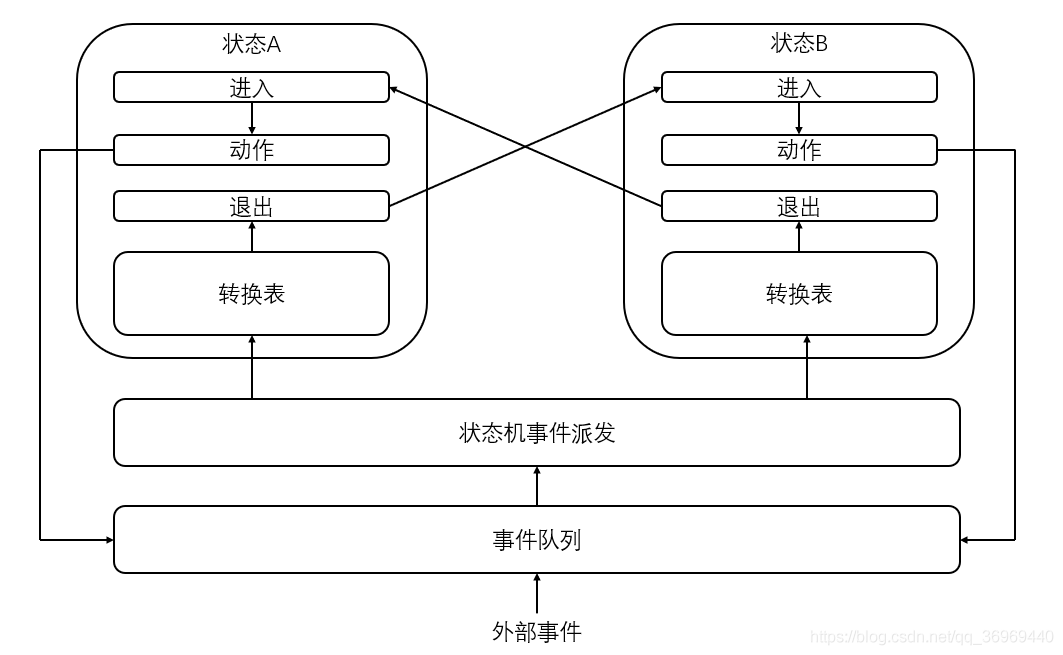 状态A
状态B
进入
进入
动作
动作
退出
退出
转换表
转换表
状态机事件派发
事件队列
外部事件
https://blog.csdn.net/qq_36969440